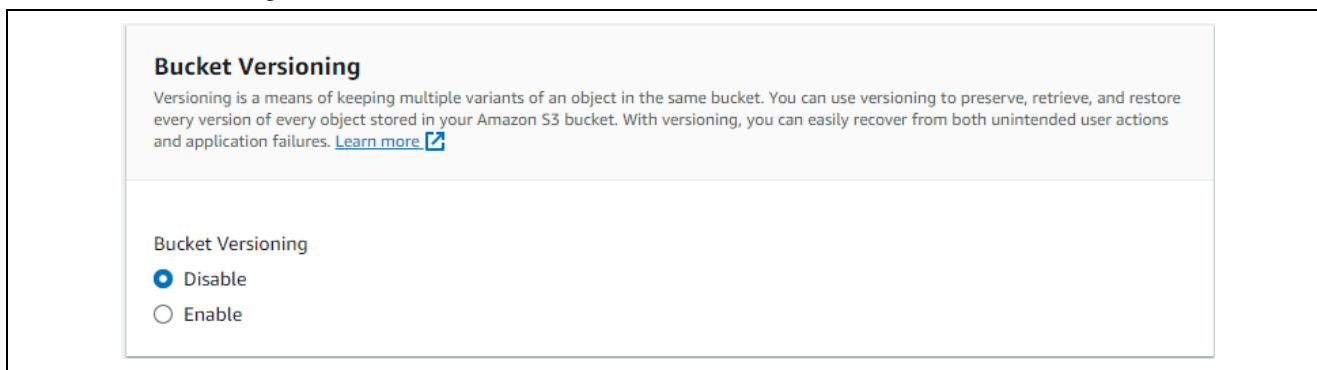 Bucket Versioning
Versioning is a means of keeping multiple variants of an object in the same bucket. You can use versioning to preserve, retrieve, and restore
every version of every object stored in your Amazon S3 bucket. With versioning, you can easily recover from both unintended user actions
and application failures. Learn more
Bucket Versioning
Disable
Enable